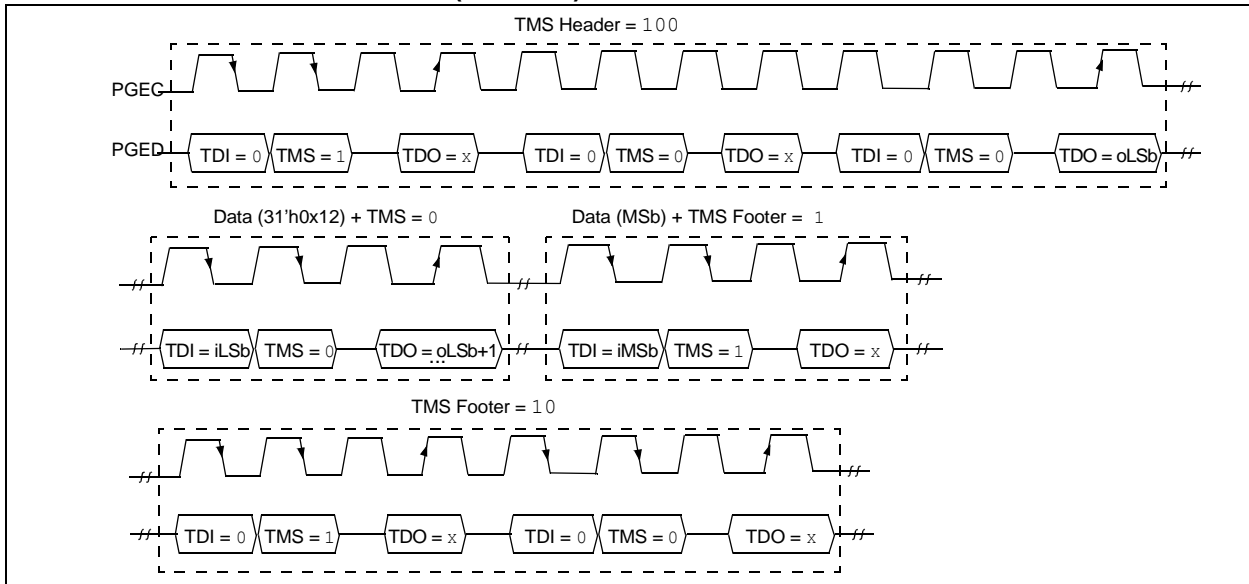 TMS Header = 100
PGEC
PGED TDI = 0 TMS = 1 TDO = x TDI = 0 TMS = 0 TDO = x TDI = 0 TMS = 0 TDO = oLSb
Data (31'h0x12) + TMS = 0 Data (MSb) + TMS Footer = 1
TDI = iLSb TMS = 0 TDO = oLSb+1 TDI = iMSb TMS = 1 TDO = x
...
TMS Footer = 10
TDI = 0 TMS = 1 TDO = x TDI = 0 TMS = 0 TDO = x